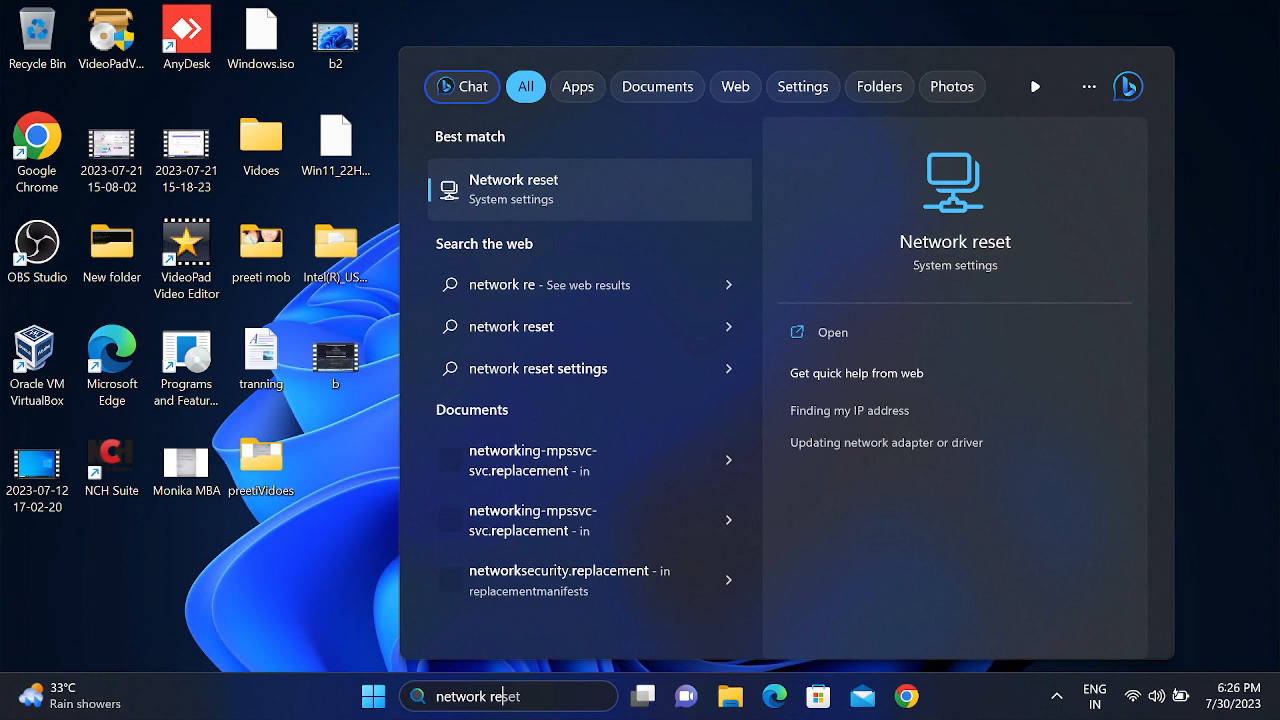 Recycle Bin
VideoPadV...
AnyDesk
Windows.iso
b2
Google
Chrome
2023-07-21
15-08-02
2023-07-21
15-18-23
Vidoes
Win11_22H...
OBS Studio
New folder
VideoPad
Video Editor
preeti mob
Intel(R)_US...
Oracle VM
VirtualBox
Microsoft
Edge
Programs
and Featur...
tranning
b
2023-07-12
17-02-20
NCH Suite
Monika MBA
preetiVidoes
Chat
All
Apps
Documents
Web
Settings
Folders
Photos
Best match
Network reset
System settings
Search the web
network re - See web results
network reset
network reset settings
Documents
networking-mpssvc-
svc.replacement - in
networking-mpssvc-
svc.replacement - in
networksecurity.replacement - in
replacementmanifests
Network reset
System settings
Open
Get quick help from web
Finding my IP address
Updating network adapter or driver
33°C
Rain showers
network reset
ENG
IN
6:26 PM
7/30/2023